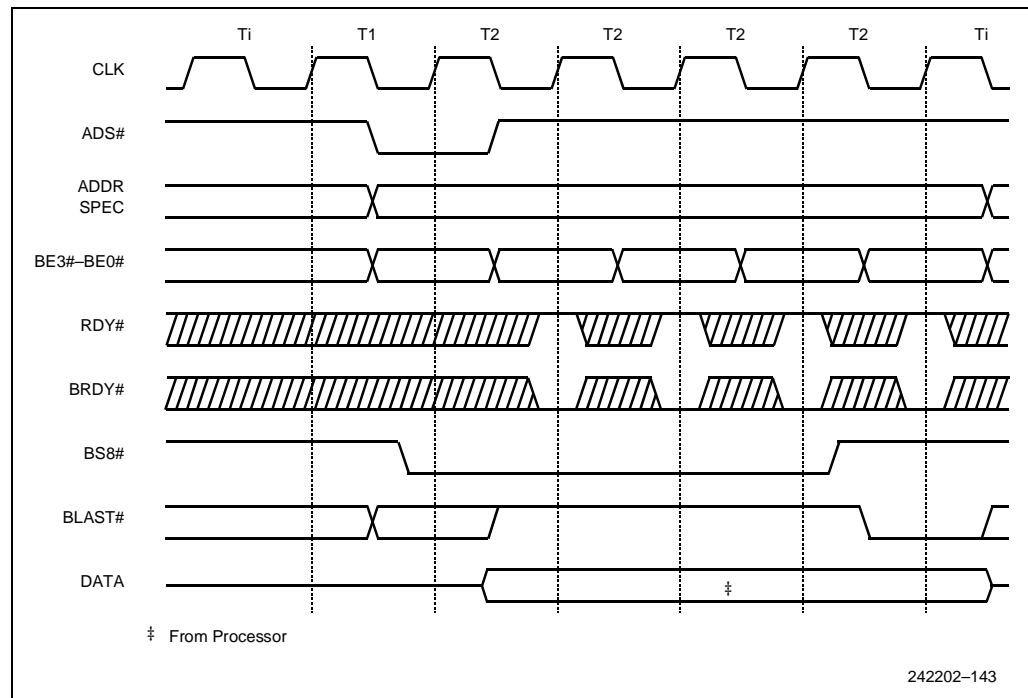 Ti T1 T2 T2 T2 T2 Ti
CLK
ADS#
ADDR
SPEC
BE3#–BE0#
RDY#
BRDY#
BS8#
BLAST#
DATA
‡
‡ From Processor
242202–143